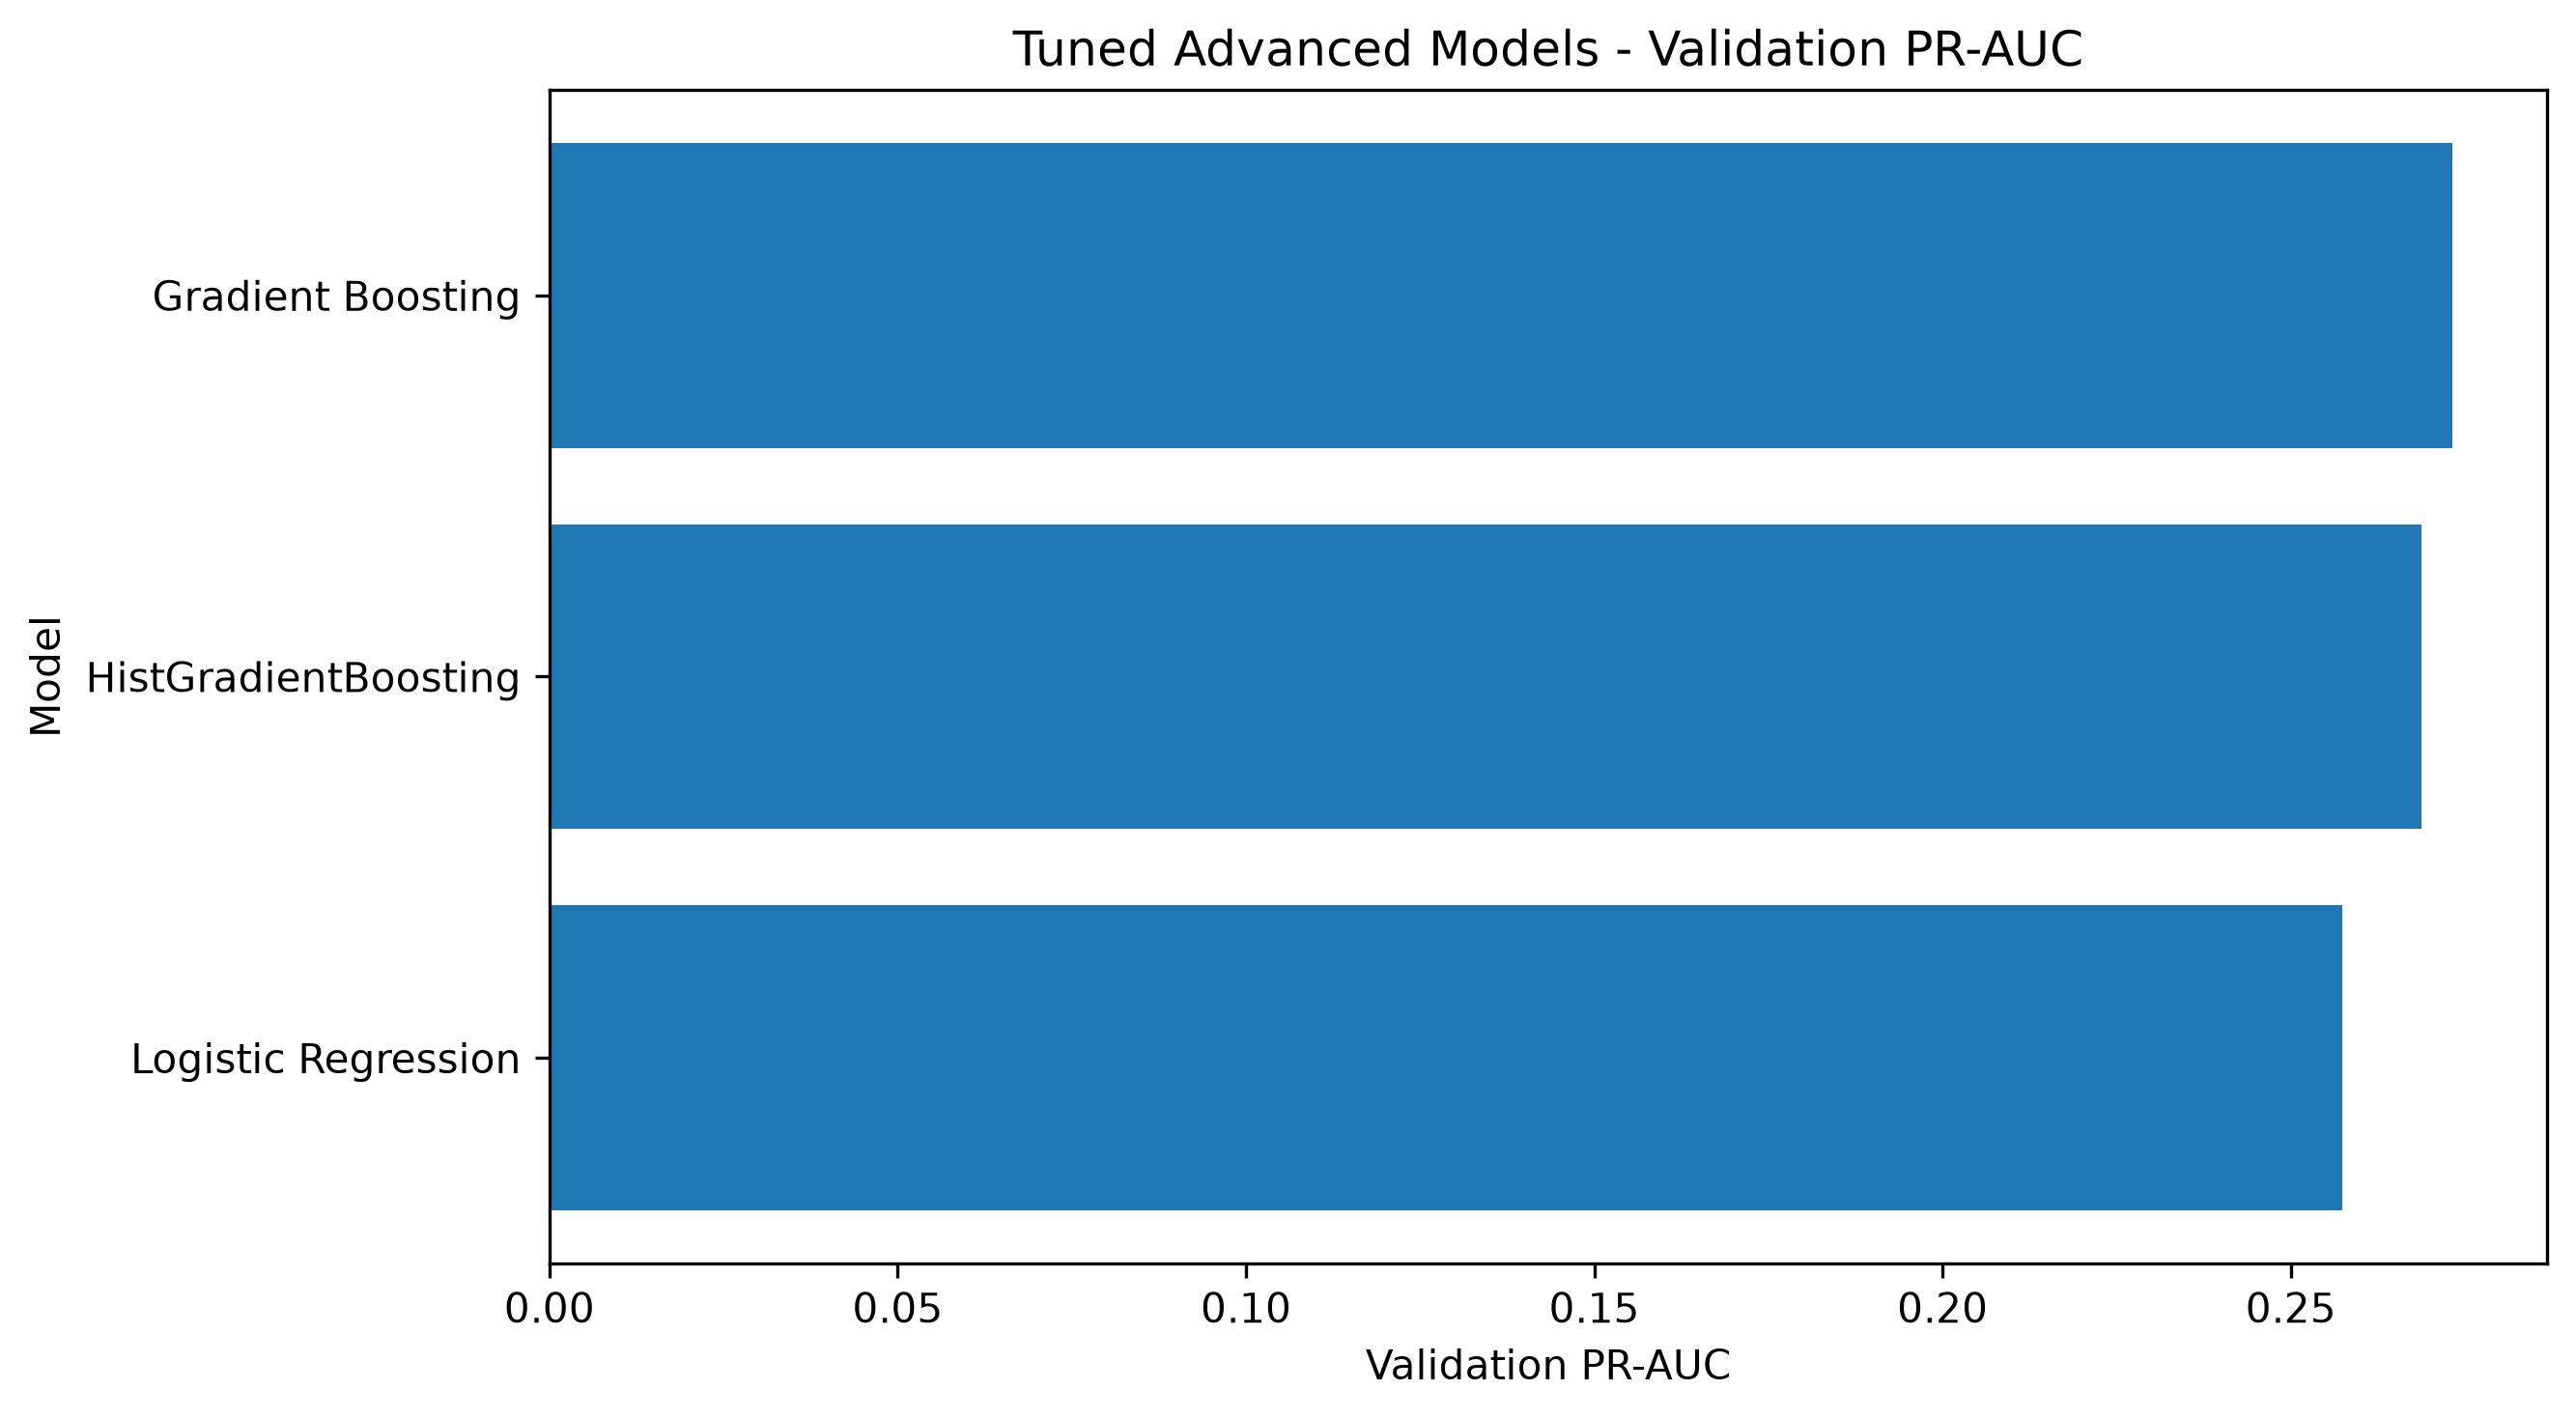 Tuned Advanced Models - Validation PR-AUC
Gradient Boosting
HistGradientBoosting
Logistic Regression
Model
0.00 0.05 0.10 0.15 0.20 0.25
Validation PR-AUC